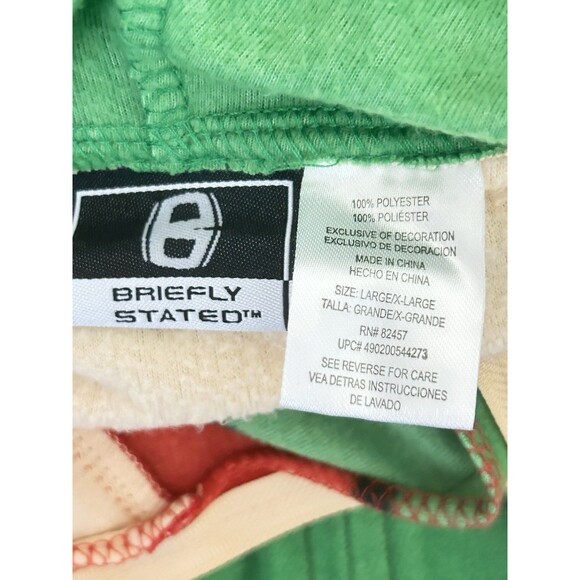 BRIEFLY
STATED™
100% POLYESTER
100% POLIÉSTER
EXCLUSIVE OF DECORATION
EXCLUSIVO DE DECORACIÓN
MADE IN CHINA
HECHO EN CHINA
SIZE: LARGE/X-LARGE
TALLA: GRANDE/X-GRANDE
RN# 82457
UPC# 490200544273
SEE REVERSE FOR CARE
VEA DETRAS INSTRUCCIONES
DE LAVADO